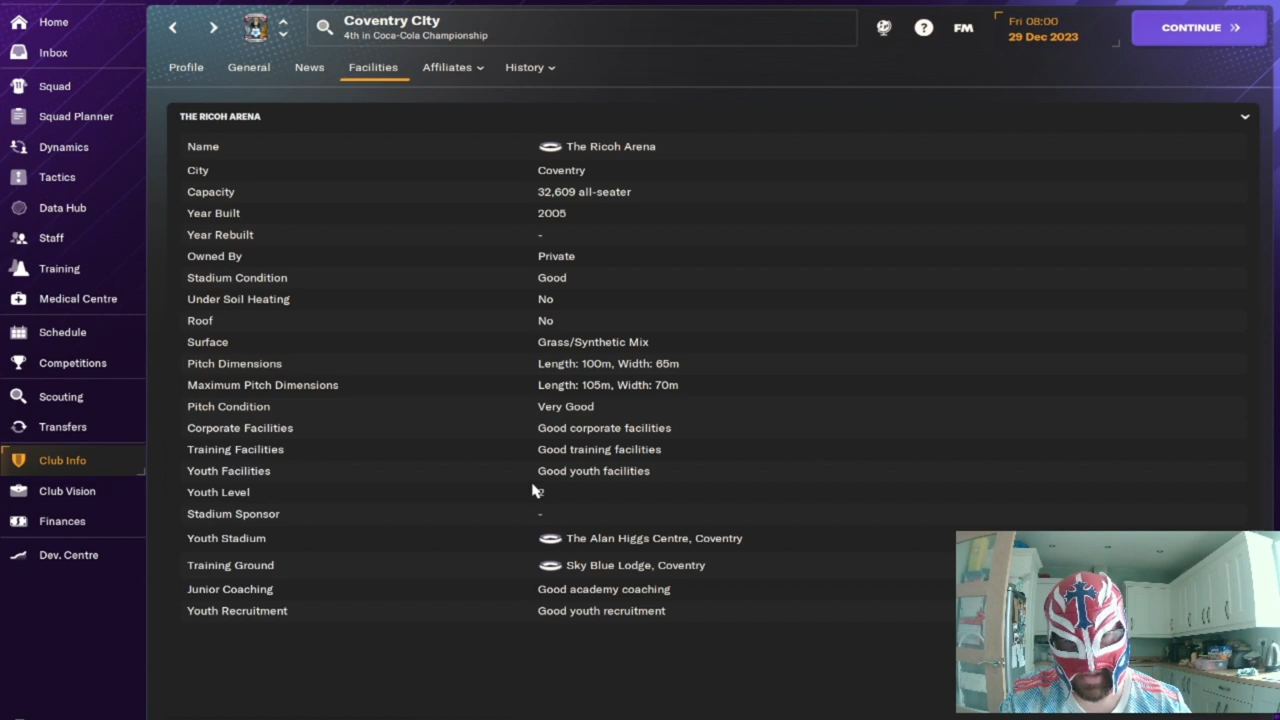 Home
Inbox
Squad
Squad Planner
Dynamics
Tactics
Data Hub
Staff
Training
Medical Centre
Schedule
Competitions
Scouting
Transfers
Club Info
Club Vision
Finances
Dev. Centre
Coventry City
4th in Coca-Cola Championship
FM
Fri 08:00
29 Dec 2023
CONTINUE
Profile General News Facilities Affiliates History
THE RICOH ARENA
Name The Ricoh Arena
City Coventry
Capacity 32,609 all-seater
Year Built 2005
Year Rebuilt -
Owned By Private
Stadium Condition Good
Under Soil Heating No
Roof No
Surface Grass/Synthetic Mix
Pitch Dimensions Length: 100m, Width: 65m
Maximum Pitch Dimensions Length: 105m, Width: 70m
Pitch Condition Very Good
Corporate Facilities Good corporate facilities
Training Facilities Good training facilities
Youth Facilities Good youth facilities
Youth Level
Stadium Sponsor -
Youth Stadium The Alan Higgs Centre, Coventry
Training Ground Sky Blue Lodge, Coventry
Junior Coaching Good academy coaching
Youth Recruitment Good youth recruitment